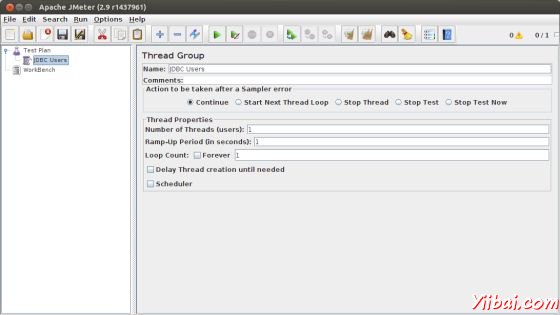 Apache JMeter (2.9 r1437961)
File Edit Search Run Options Help
0 0 / 1
Test Plan
JDBC Users
WorkBench
Thread Group
Name: JDBC Users
Comments:
Action to be taken after a Sampler error
Continue Start Next Thread Loop Stop Thread Stop Test Stop Test Now
Thread Properties
Number of Threads (users): 1
Ramp-Up Period (in seconds): 1
Loop Count: Forever 1
Delay Thread creation until needed
Scheduler
Yiibai.com